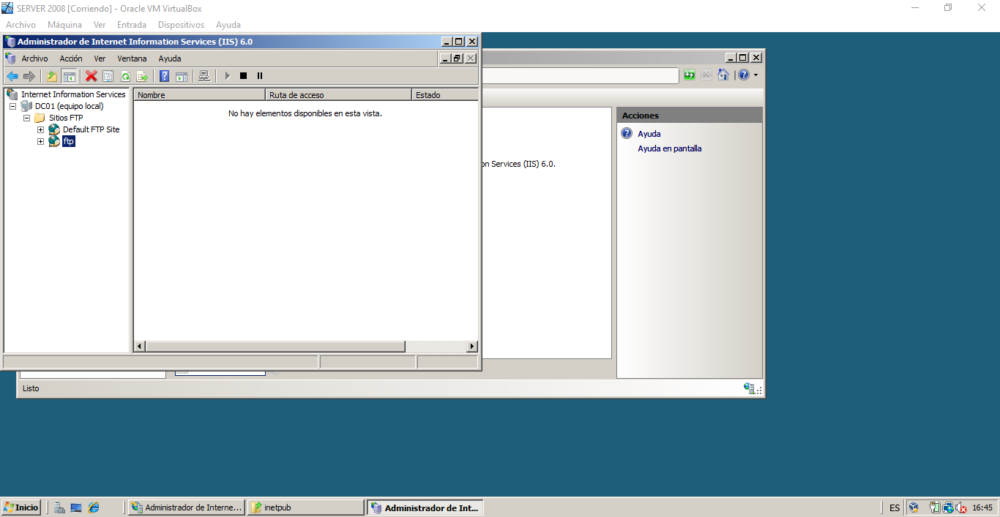 SERVER 2008 [Corriendo] - Oracle VM VirtualBox
Archivo Máquina Ver Entrada Dispositivos Ayuda
Administrador de Internet Information Services (IIS) 6.0
Archivo Acción Ver Ventana Ayuda
Internet Information Services
DC01 (equipo local)
Sitios FTP
Default FTP Site
ftp
Nombre Ruta de acceso Estado
No hay elementos disponibles en esta vista.
on Services (IIS) 6.0.
Acciones
Ayuda
Ayuda en pantalla
Listo
Inicio Administrador de Interne... inetpub Administrador de Int... ES 16:45